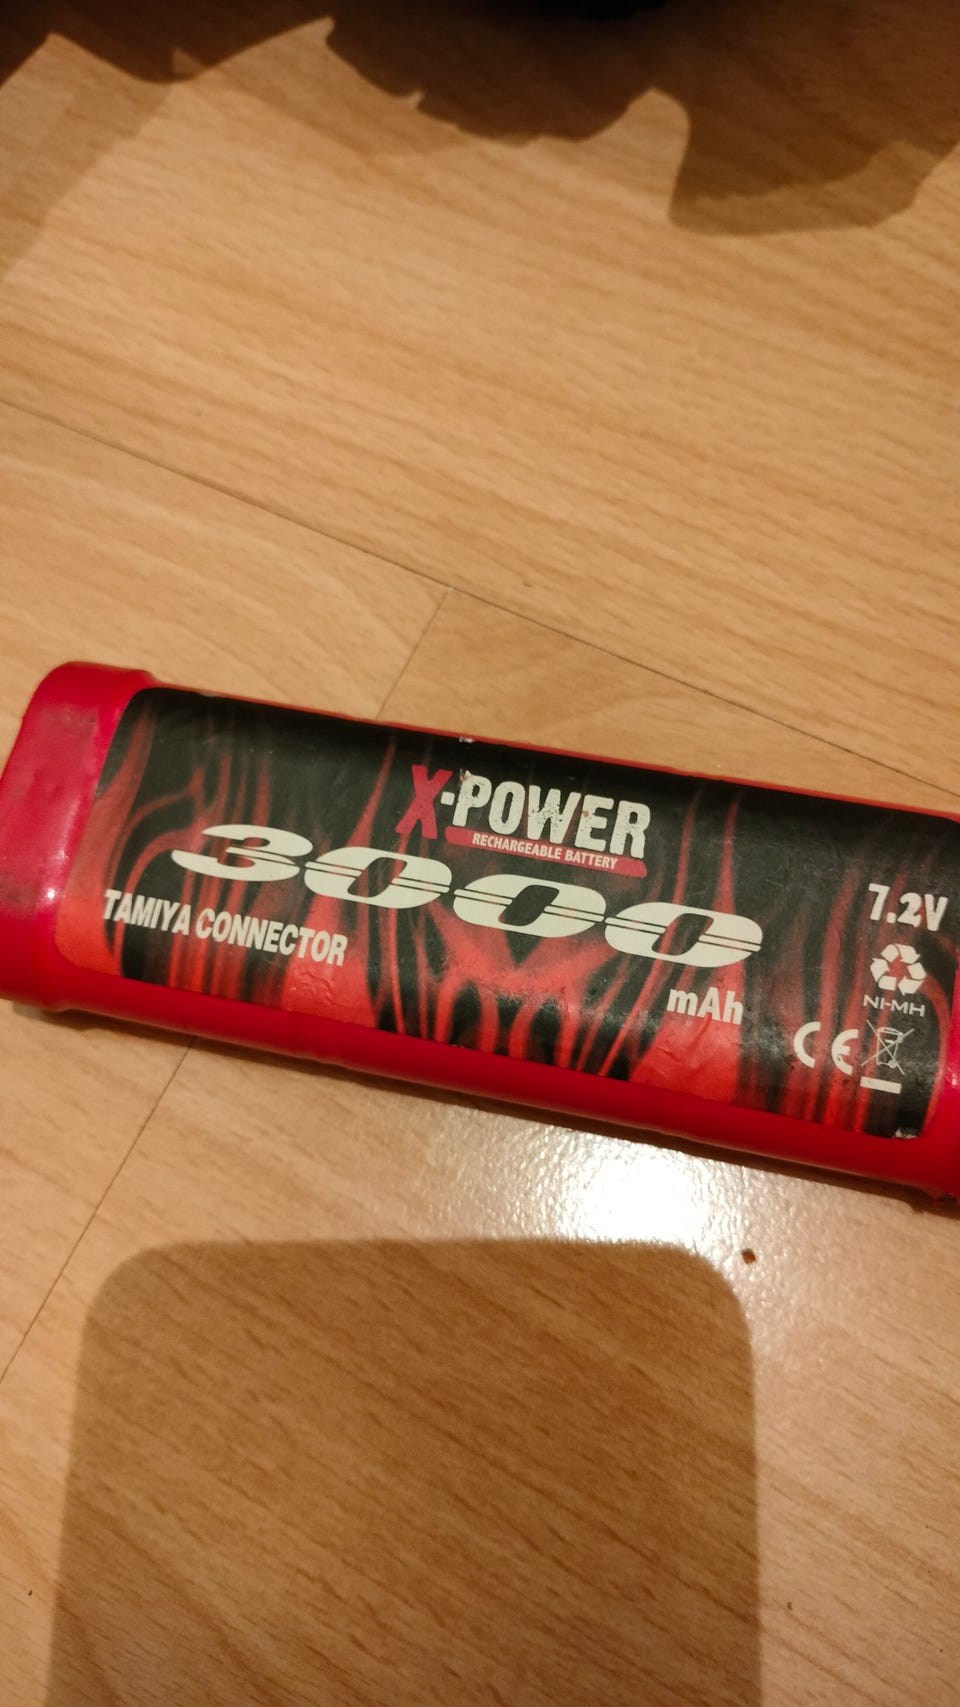 X-POWER
RECHARGEABLE BATTERY
3000
mAh
TAMIYA CONNECTOR
7.2V
NI-MH
CE